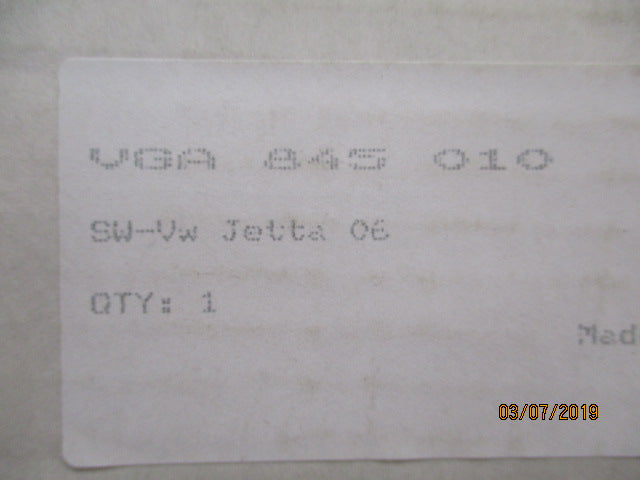 VGA 845 010
SW-Vw Jetta 06
QTY: 1
Mad
03/07/2019